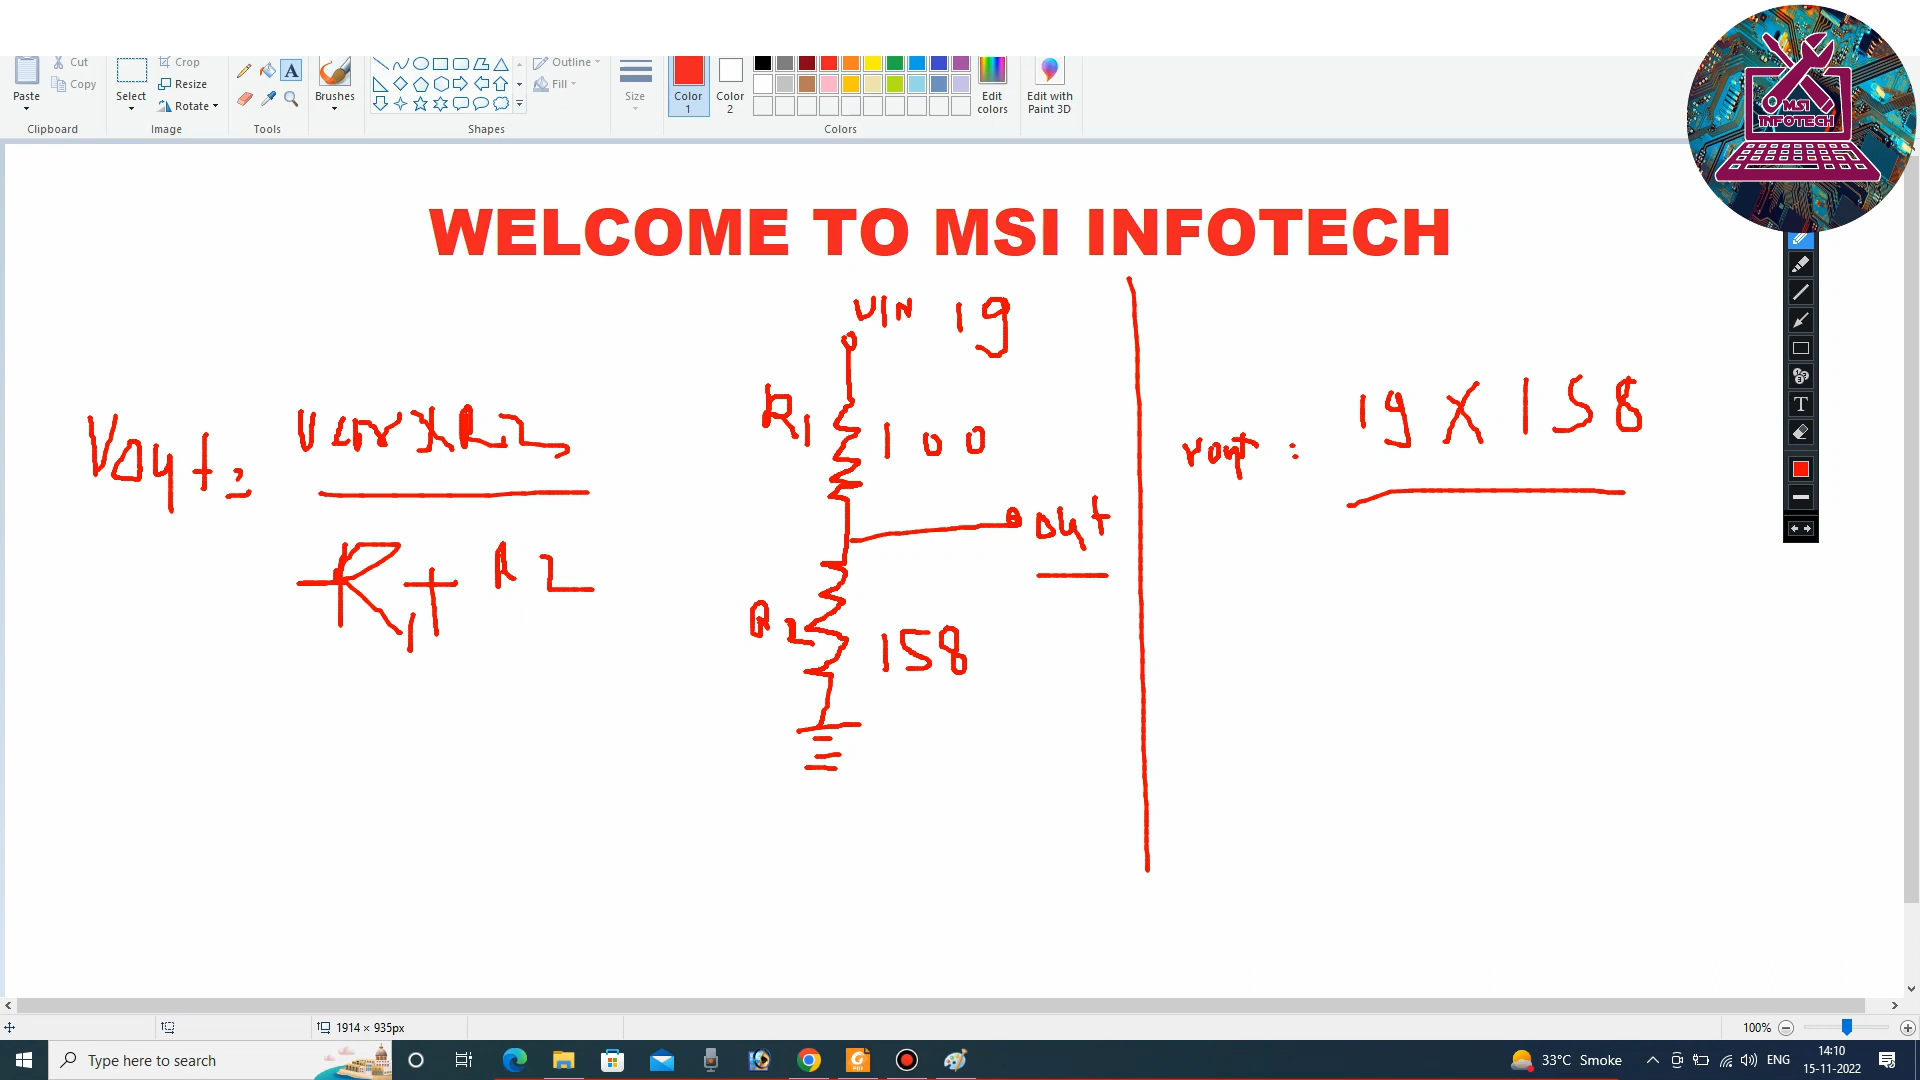 Cut
Copy
Paste
Clipboard
Crop
Resize
Rotate
Select
Image
Tools
Brushes
Shapes
Outline
Fill
Size
Color 1
Color 2
Edit colors
Colors
Edit with Paint 3D
MSI
INFOTECH
WELCOME TO MSI INFOTECH
VIN 19
R1 100
Vout =
X R2
R1 + R2
out
R2 158
Vout :
19 X 158
T
1914 × 935px
100%
Type here to search
33°C Smoke
ENG
14:10
15-11-2022